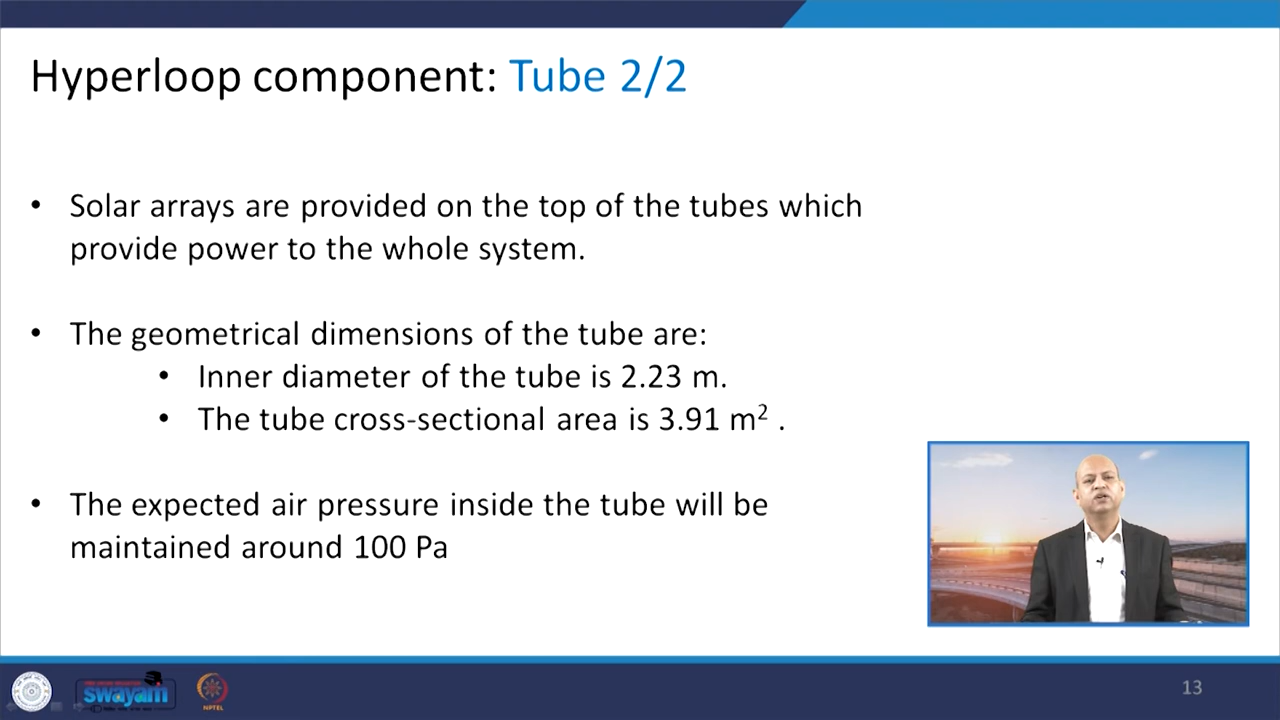 Hyperloop component: Tube 2/2
• Solar arrays are provided on the top of the tubes which
provide power to the whole system.
• The geometrical dimensions of the tube are:
• Inner diameter of the tube is 2.23 m.
• The tube cross-sectional area is 3.91 m² .
• The expected air pressure inside the tube will be
maintained around 100 Pa
swayam
NPTEL
13